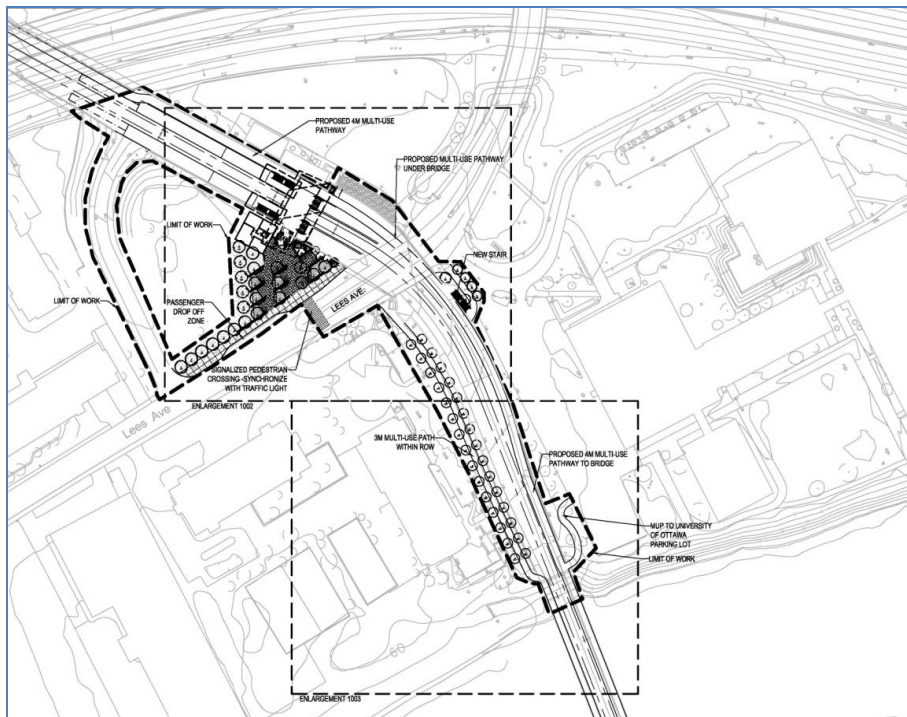 PROPOSED 4M MULTI-USE
PATHWAY
PROPOSED MULTI-USE PATHWAY
UNDER BRIDGE
LIMIT OF WORK
NEW STAIR
LIMIT OF WORK
PASSENGER
DROP OFF
ZONE
LEES AVE.
SIGNALIZED PEDESTRIAN
CROSSING -SYNCHRONIZE
WITH TRAFFIC LIGHT
ENLARGEMENT 1002
Lees Ave
3M MULTI-USE PATH
WITHIN ROW
PROPOSED 4M MULTI-USE
PATHWAY TO BRIDGE
MUP TO UNIVERSITY
OF OTTAWA
PARKING LOT
LIMIT OF WORK
60
ENLARGEMENT 1003